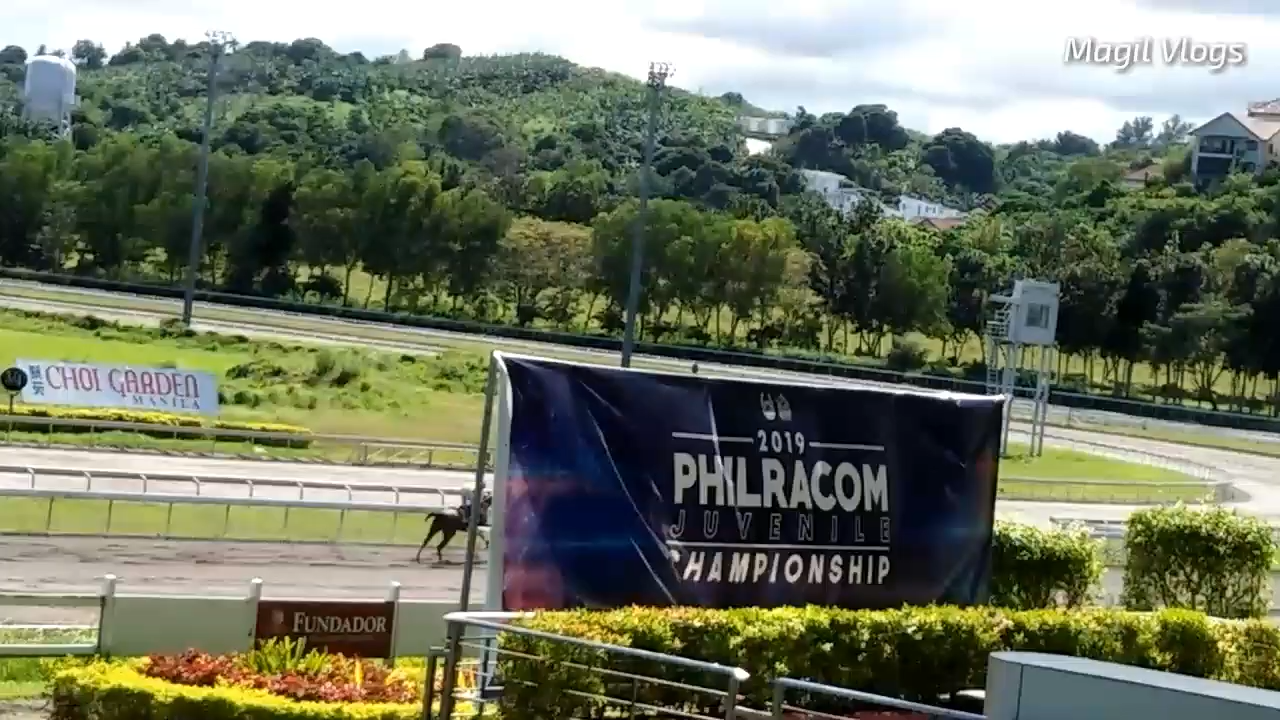 Magil Vlogs
CHOI GARDEN
MANILA
2019
PHILRACOM
JUVENILE
CHAMPIONSHIP
FUNDADOR